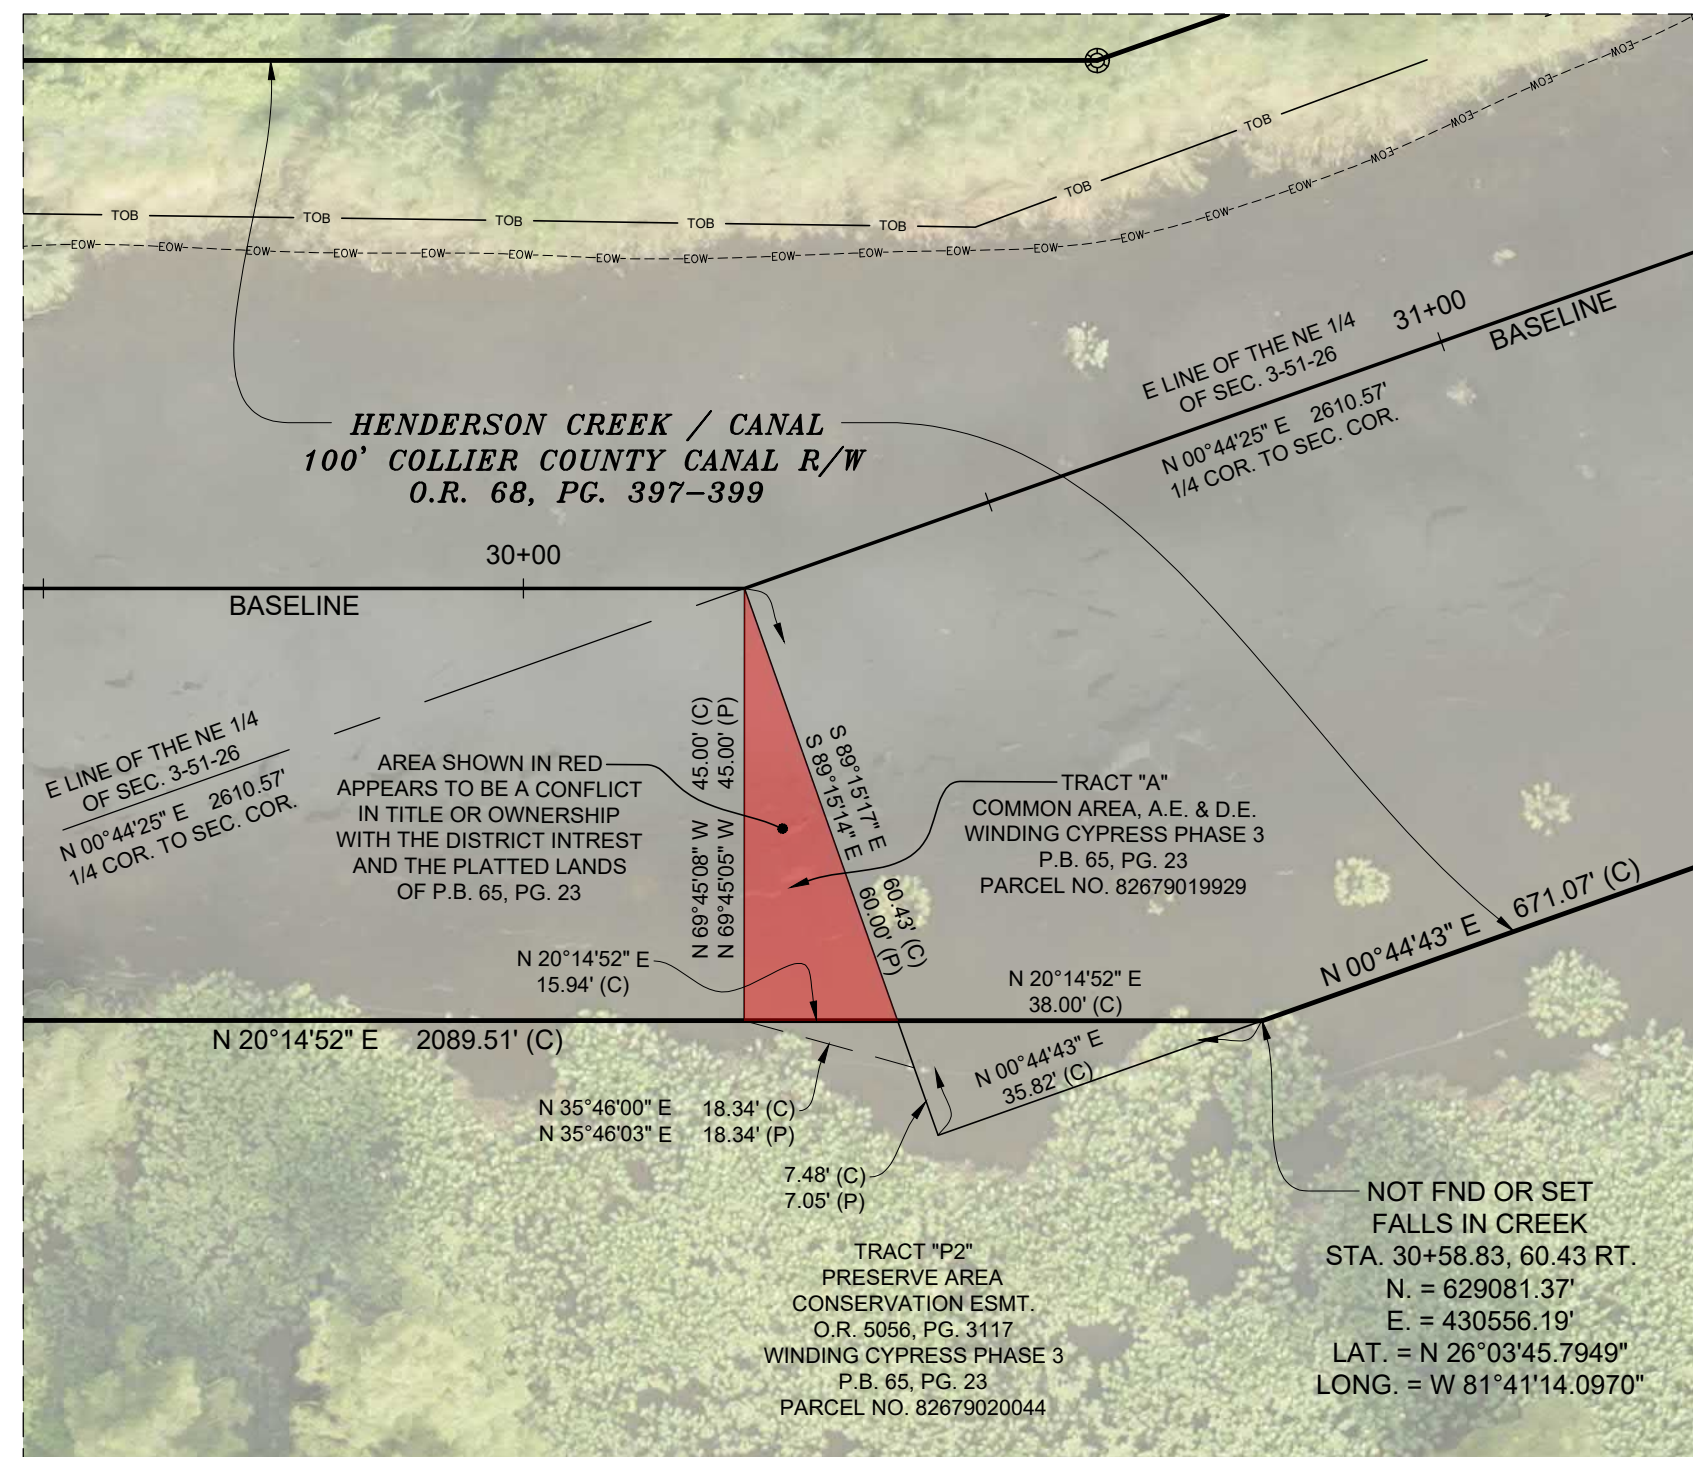 TOB
TOB
TOB TOB TOB TOB TOB
EOW EOW EOW EOW EOW EOW EOW EOW EOW EOW EOW EOW EOW EOW EOW EOW EOW EOW EOW
HENDERSON CREEK / CANAL
100' COLLIER COUNTY CANAL R/W
O.R. 68, PG. 397-399
E LINE OF THE NE 1/4
OF SEC. 3-51-26
31+00
BASELINE
N 00°44'25" E 2610.57'
1/4 COR. TO SEC. COR.
30+00
BASELINE
E LINE OF THE NE 1/4
OF SEC. 3-51-26
N 00°44'25" E 2610.57'
1/4 COR. TO SEC. COR.
AREA SHOWN IN RED
APPEARS TO BE A CONFLICT
IN TITLE OR OWNERSHIP
WITH THE DISTRICT INTREST
AND THE PLATTED LANDS
OF P.B. 65, PG. 23
N 69°45'08" W 45.00' (C)
N 69°45'05" W 45.00' (P)
S 89°15'17" E 60.43' (C)
S 89°15'14" E 60.00' (P)
TRACT "A"
COMMON AREA, A.E. & D.E.
WINDING CYPRESS PHASE 3
P.B. 65, PG. 23
PARCEL NO. 82679019929
N 20°14'52" E
15.94' (C)
N 20°14'52" E
38.00' (C)
N 00°44'43" E 671.07' (C)
N 20°14'52" E 2089.51' (C)
N 00°44'43" E
35.82' (C)
N 35°46'00" E 18.34' (C)
N 35°46'03" E 18.34' (P)
7.48' (C)
7.05' (P)
TRACT "P2"
PRESERVE AREA
CONSERVATION ESMT.
O.R. 5056, PG. 3117
WINDING CYPRESS PHASE 3
P.B. 65, PG. 23
PARCEL NO. 82679020044
NOT FND OR SET
FALLS IN CREEK
STA. 30+58.83, 60.43 RT.
N. = 629081.37'
E. = 430556.19'
LAT. = N 26°03'45.7949"
LONG. = W 81°41'14.0970"